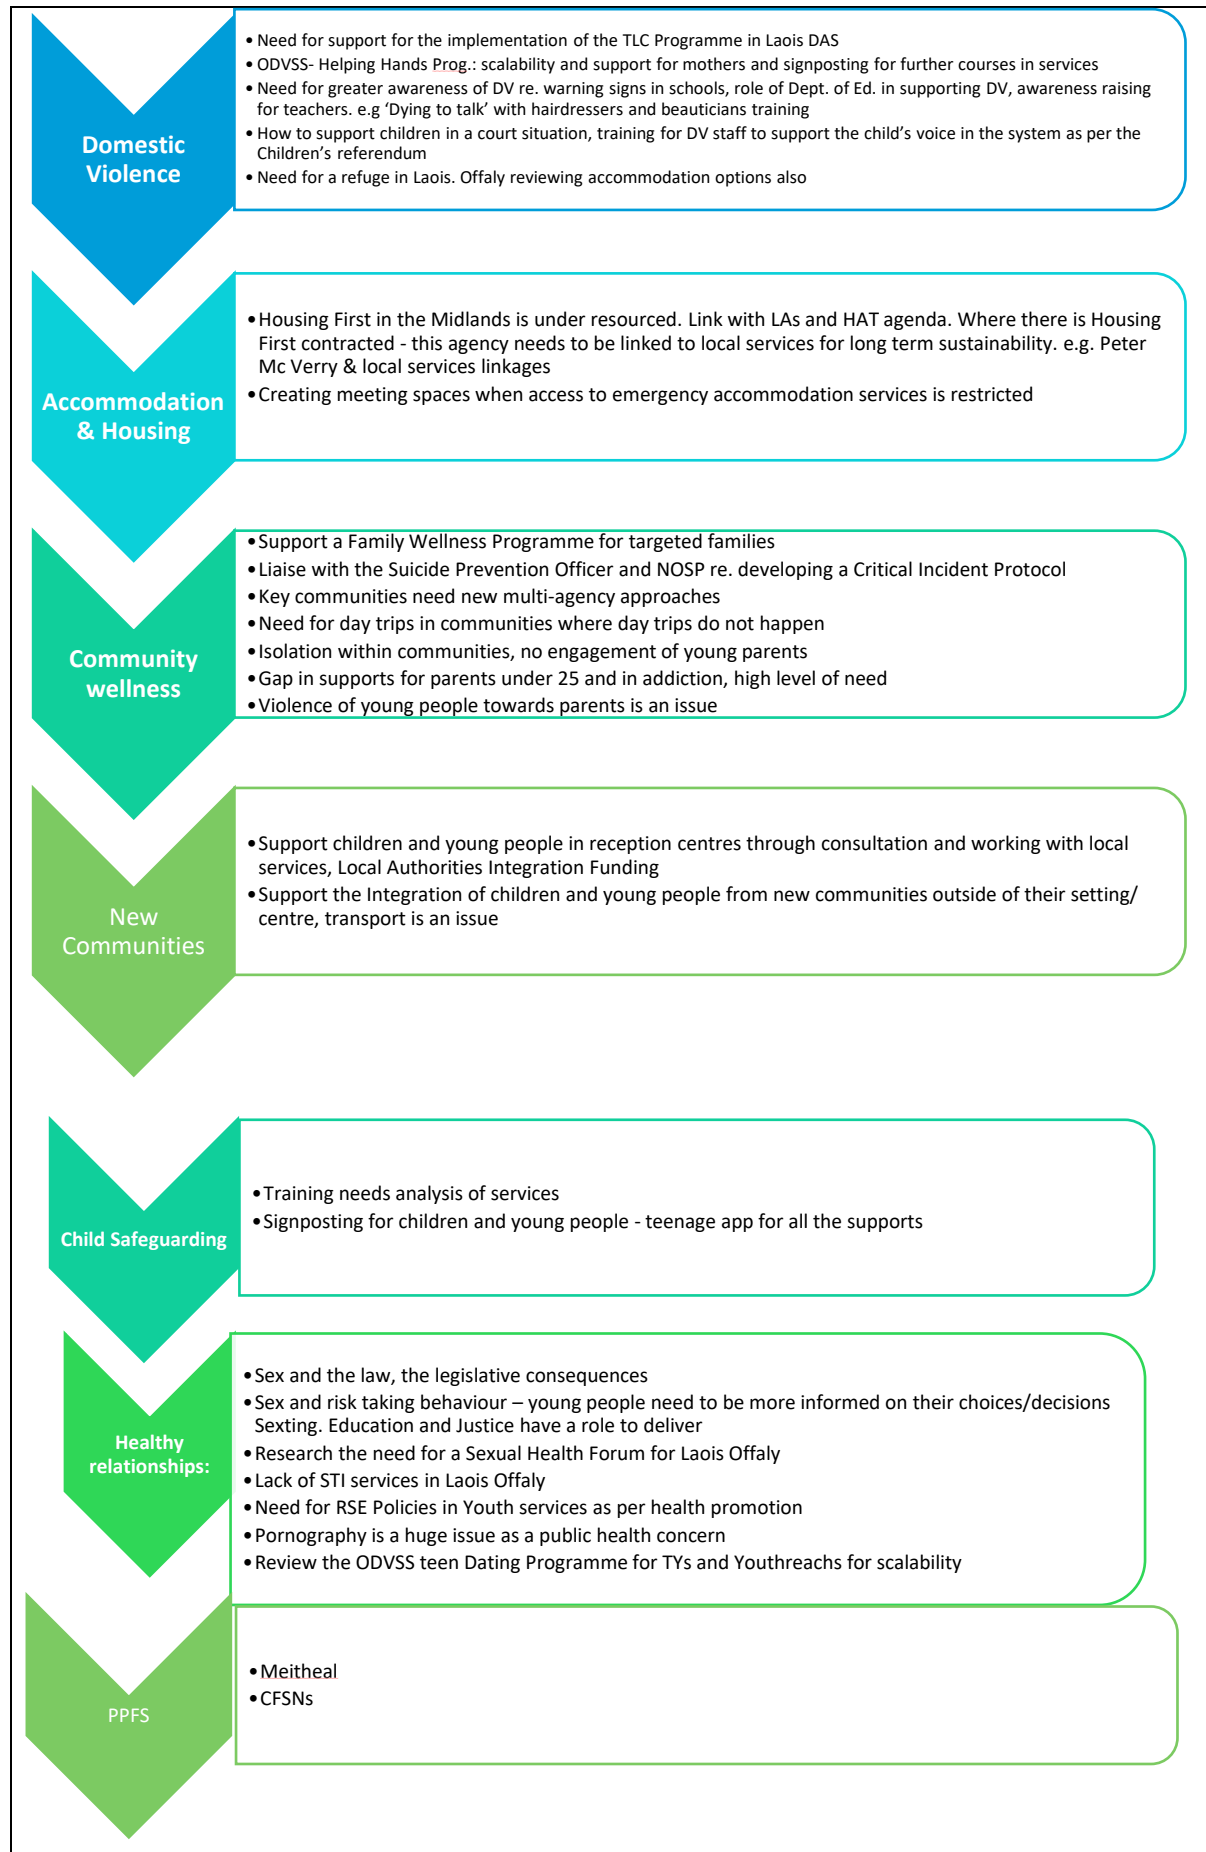 Domestic
Violence
• Need for support for the implementation of the TLC Programme in Laois DAS
• ODVSS- Helping Hands Prog.: scalability and support for mothers and signposting for further courses in services
• Need for greater awareness of DV re. warning signs in schools, role of Dept. of Ed. in supporting DV, awareness raising
for teachers. e.g ‘Dying to talk’ with hairdressers and beauticians training
• How to support children in a court situation, training for DV staff to support the child’s voice in the system as per the
Children’s referendum
• Need for a refuge in Laois. Offaly reviewing accommodation options also
Accommodation
& Housing
• Housing First in the Midlands is under resourced. Link with LAs and HAT agenda. Where there is Housing
First contracted - this agency needs to be linked to local services for long term sustainability. e.g. Peter
Mc Verry & local services linkages
• Creating meeting spaces when access to emergency accommodation services is restricted
Community
wellness
• Support a Family Wellness Programme for targeted families
• Liaise with the Suicide Prevention Officer and NOSP re. developing a Critical Incident Protocol
• Key communities need new multi-agency approaches
• Need for day trips in communities where day trips do not happen
• Isolation within communities, no engagement of young parents
• Gap in supports for parents under 25 and in addiction, high level of need
• Violence of young people towards parents is an issue
New
Communities
• Support children and young people in reception centres through consultation and working with local
services, Local Authorities Integration Funding
• Support the Integration of children and young people from new communities outside of their setting/
centre, transport is an issue
Child Safeguarding
• Training needs analysis of services
• Signposting for children and young people - teenage app for all the supports
Healthy
relationships:
• Sex and the law, the legislative consequences
• Sex and risk taking behaviour – young people need to be more informed on their choices/decisions
Sexting. Education and Justice have a role to deliver
• Research the need for a Sexual Health Forum for Laois Offaly
• Lack of STI services in Laois Offaly
• Need for RSE Policies in Youth services as per health promotion
• Pornography is a huge issue as a public health concern
• Review the ODVSS teen Dating Programme for TYs and Youthreachs for scalability
PPFS
• Meitheal
• CFSNs